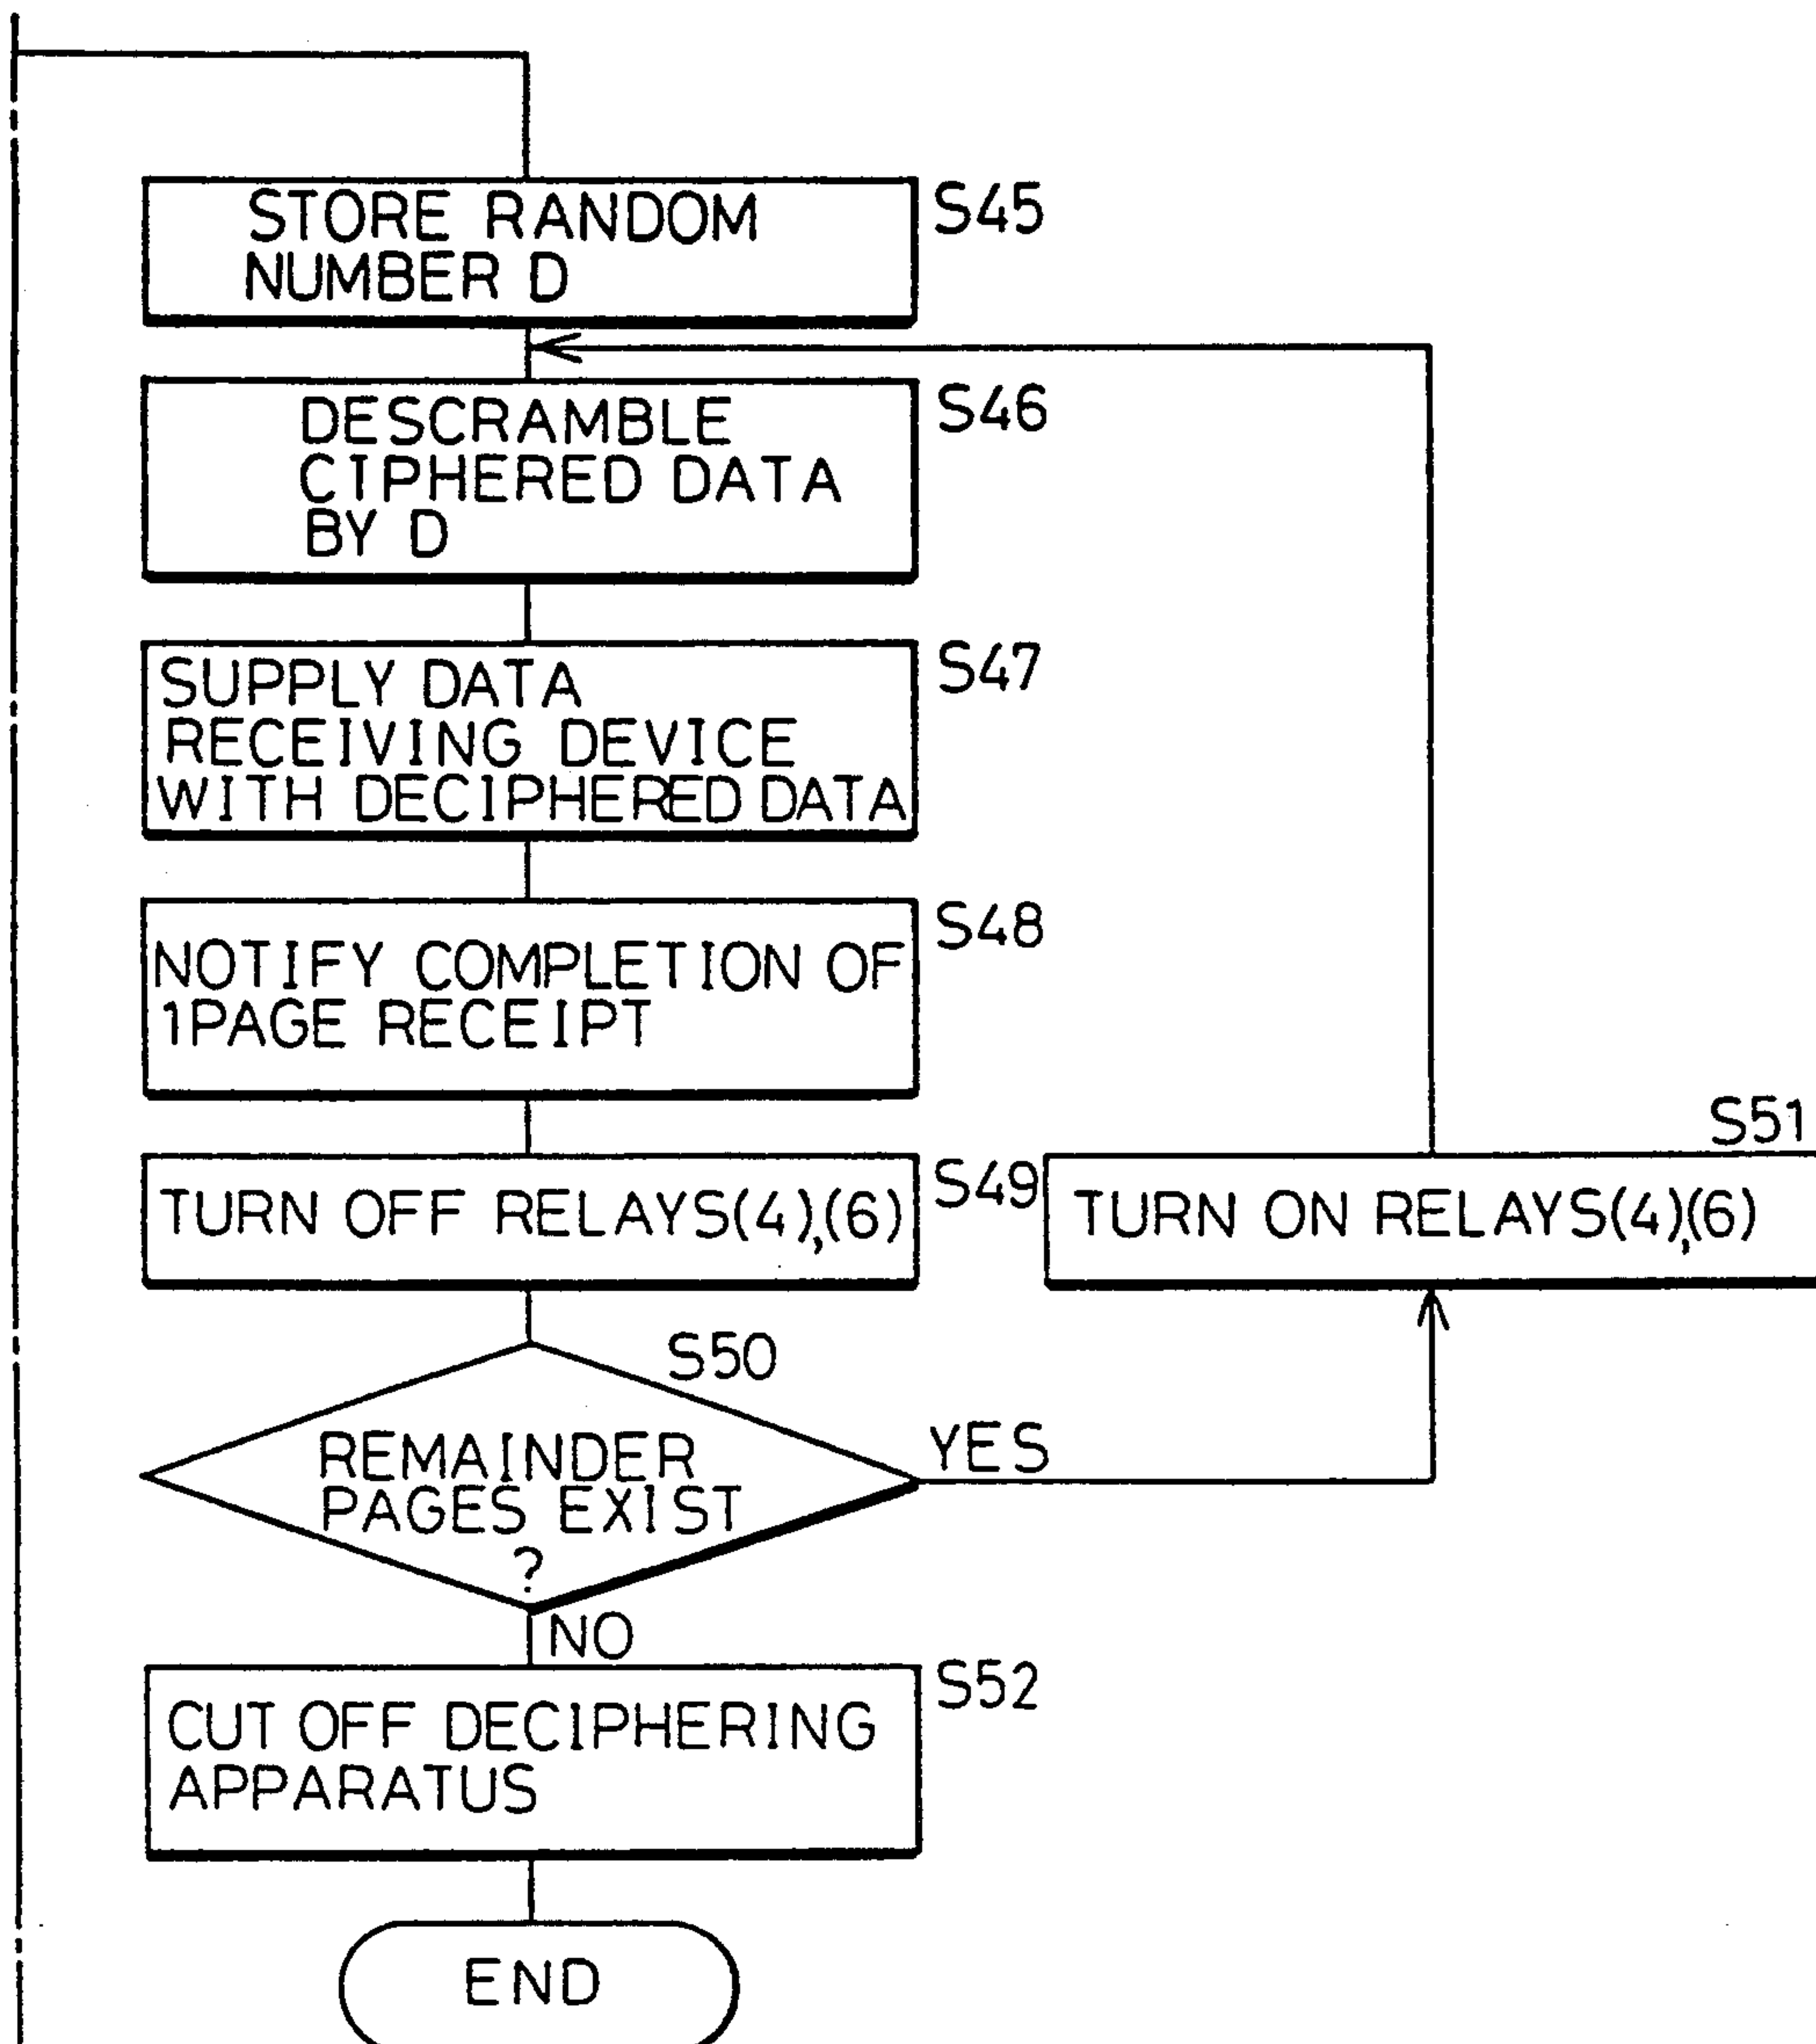 STORE RANDOM
NUMBER D
S45
DESCRAMBLE
CIPHERED DATA
BY D
S46
SUPPLY DATA
RECEIVING DEVICE
WITH DECIPHERED DATA
S47
NOTIFY COMPLETION OF
1PAGE RECEIPT
S48
TURN OFF RELAYS(4),(6)
S49
S51
TURN ON RELAYS(4),(6)
S50
REMAINDER
PAGES EXIST
?
YES
NO
CUT OFF DECIPHERING
APPARATUS
S52
END